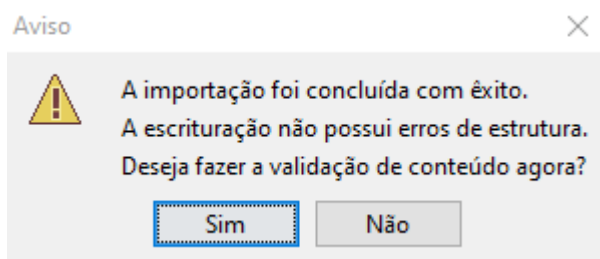 Aviso
A importação foi concluída com êxito.
A escrituração não possui erros de estrutura.
Deseja fazer a validação de conteúdo agora?
Sim
Não